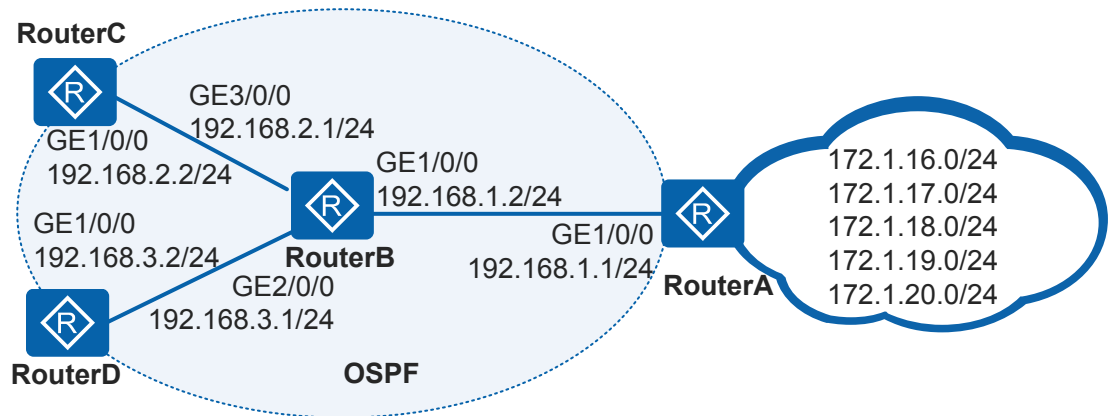 RouterC
R
GE3/0/0
192.168.2.1/24
GE1/0/0
192.168.2.2/24
GE1/0/0
192.168.1.2/24
R
RouterB
GE1/0/0
192.168.3.2/24
GE2/0/0
192.168.3.1/24
R
RouterD
OSPF
GE1/0/0
192.168.1.1/24
R
RouterA
172.1.16.0/24
172.1.17.0/24
172.1.18.0/24
172.1.19.0/24
172.1.20.0/24